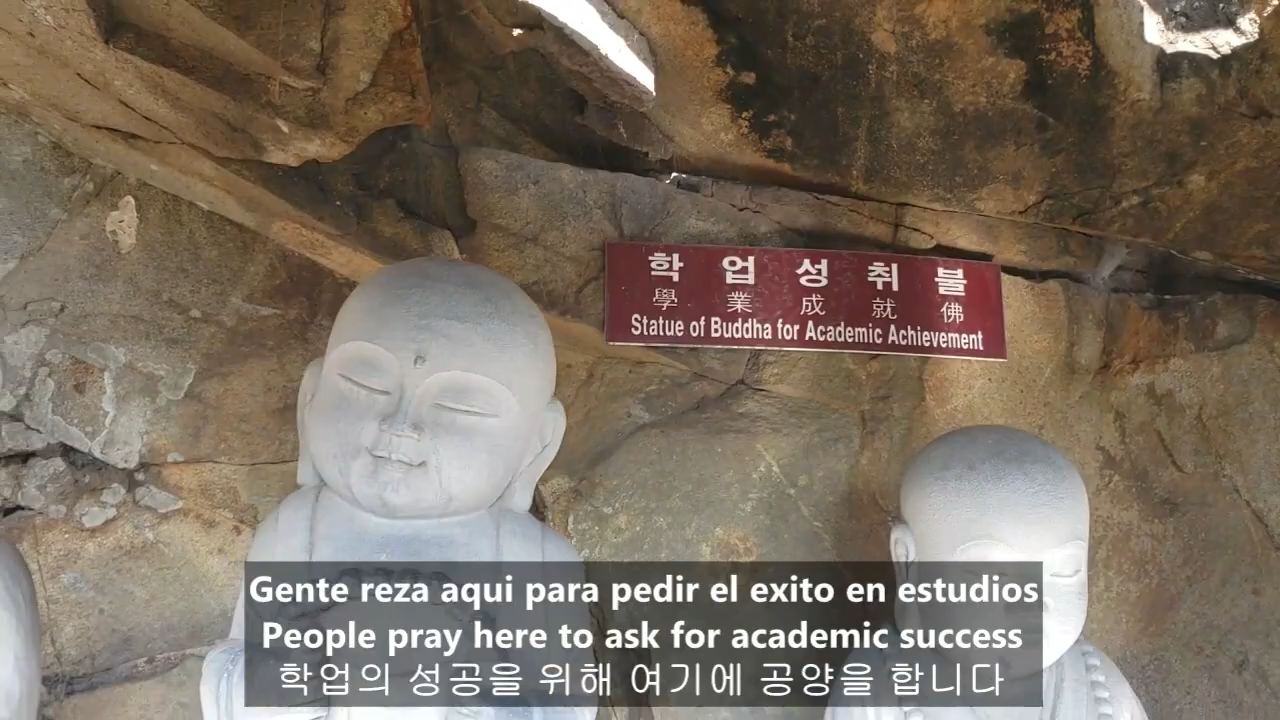 학업성취불
學業成就佛
Statue of Buddha for Academic Achievement
Gente reza aqui para pedir el exito en estudios
People pray here to ask for academic success
학업의 성공을 위해 여기에 공양을 합니다